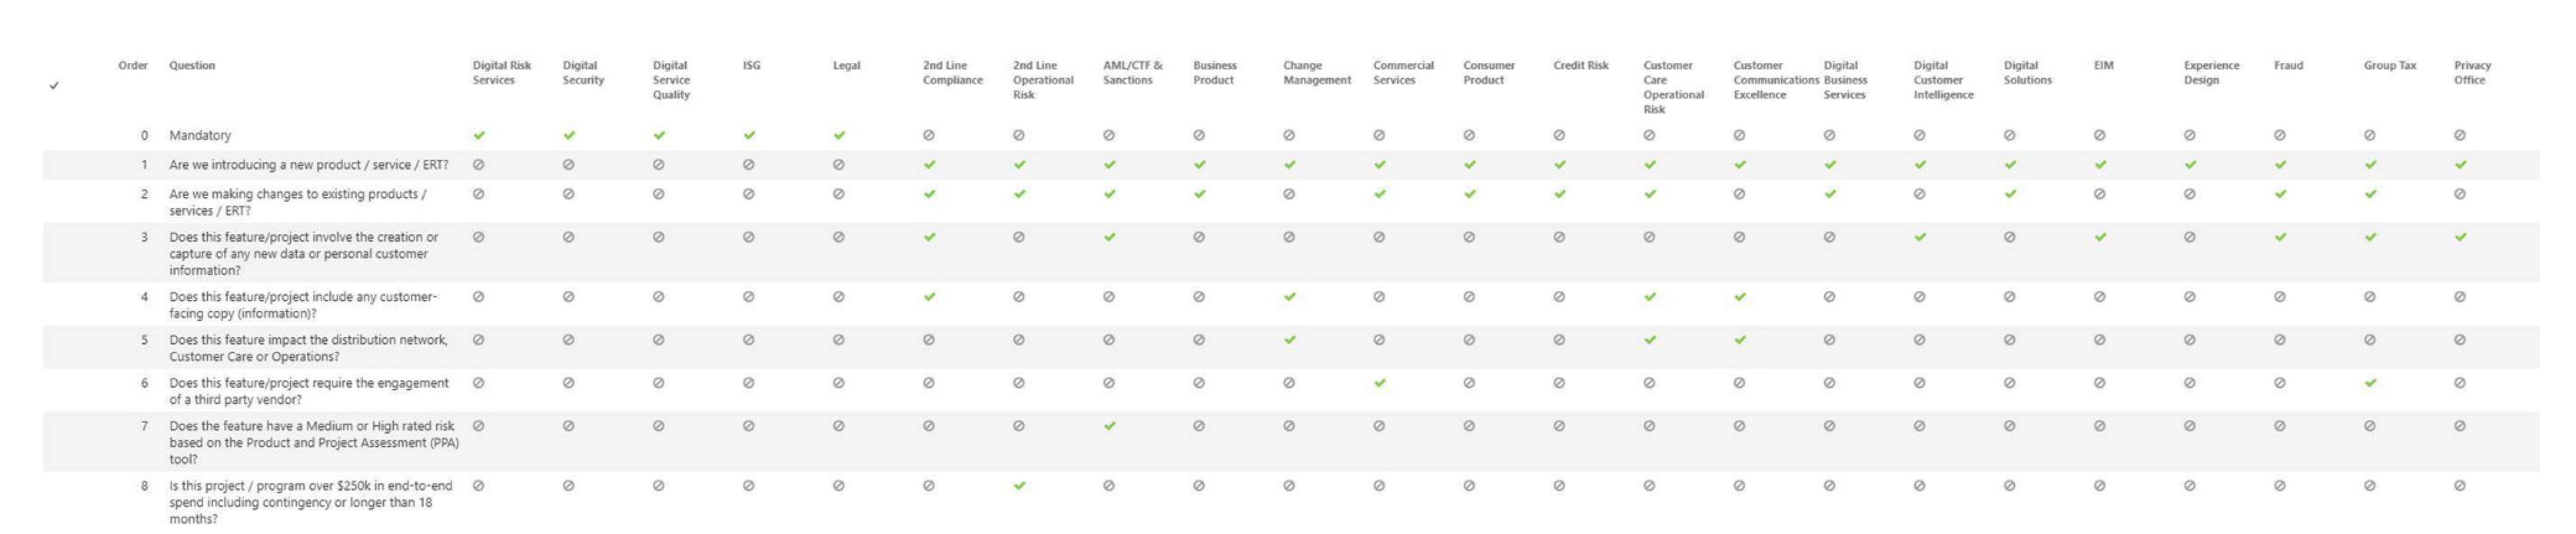 Order Question Digital Risk Digital Digital ISG Legal 2nd Line 2nd Line AML/CTF & Business Change Commercial Consumer Credit Risk Customer Customer Digital Digital Digital EIM Experience Fraud Group Tax Privacy
Services Security Service Compliance Operational Sanctions Product Management Services Product Care Communications Business Customer Solutions Design Office
Quality Risk Operational Excellence Services Intelligence
Risk
0 Mandatory
1 Are we introducing a new product / service / ERT?
2 Are we making changes to existing products /
services / ERT?
3 Does this feature/project involve the creation or
capture of any new data or personal customer
information?
4 Does this feature/project include any customer-
facing copy (information)?
5 Does this feature impact the distribution network,
Customer Care or Operations?
6 Does this feature/project require the engagement
of a third party vendor?
7 Does the feature have a Medium or High rated risk
based on the Product and Project Assessment (PPA)
tool?
8 Is this project / program over $250k in end-to-end
spend including contingency or longer than 18
months?